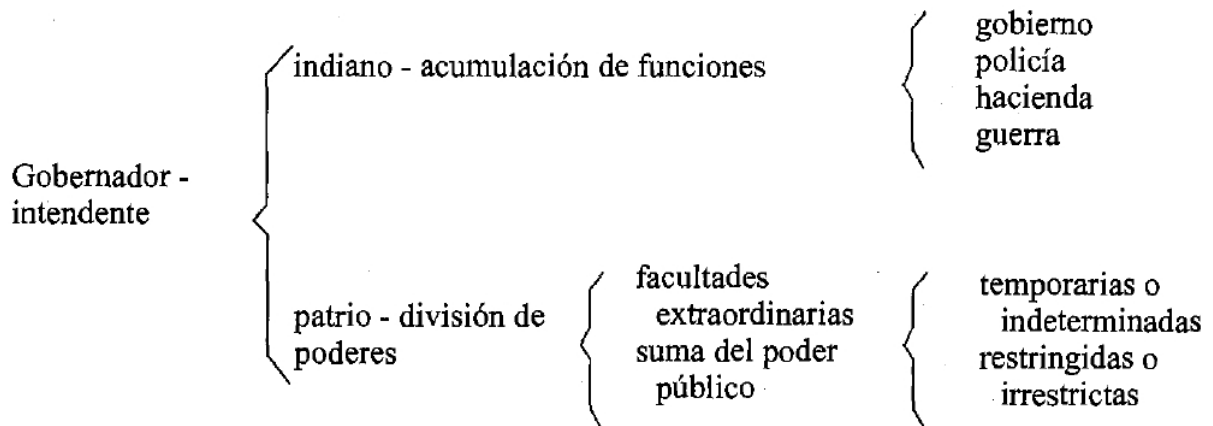 gobierno
indiano - acumulación de funciones
policía
hacienda
guerra
Gobernador -
intendente
facultades
extraordinarias
temporarias o
indeterminadas
patrio - división de
poderes
suma del poder
público
restringidas o
irrestrictas